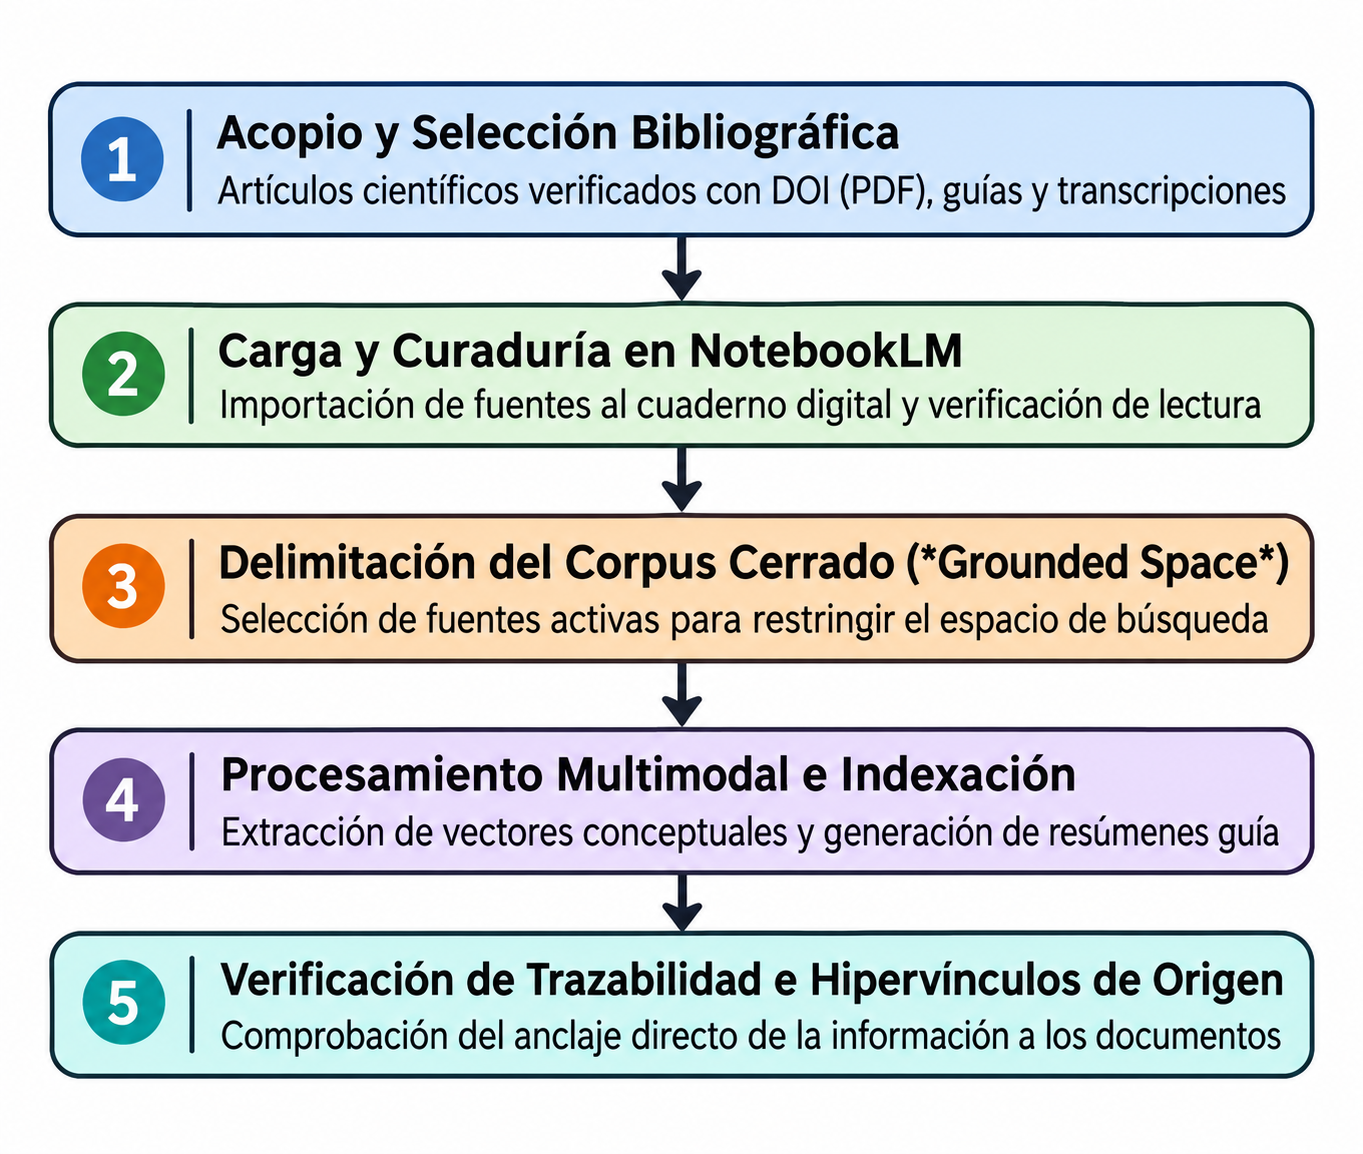 1
Acopio y Selección Bibliográfica
Artículos científicos verificados con DOI (PDF), guías y transcripciones
2
Carga y Curaduría en NotebookLM
Importación de fuentes al cuaderno digital y verificación de lectura
3
Delimitación del Corpus Cerrado (*Grounded Space*)
Selección de fuentes activas para restringir el espacio de búsqueda
4
Procesamiento Multimodal e Indexación
Extracción de vectores conceptuales y generación de resúmenes guía
5
Verificación de Trazabilidad e Hipervínculos de Origen
Comprobación del anclaje directo de la información a los documentos